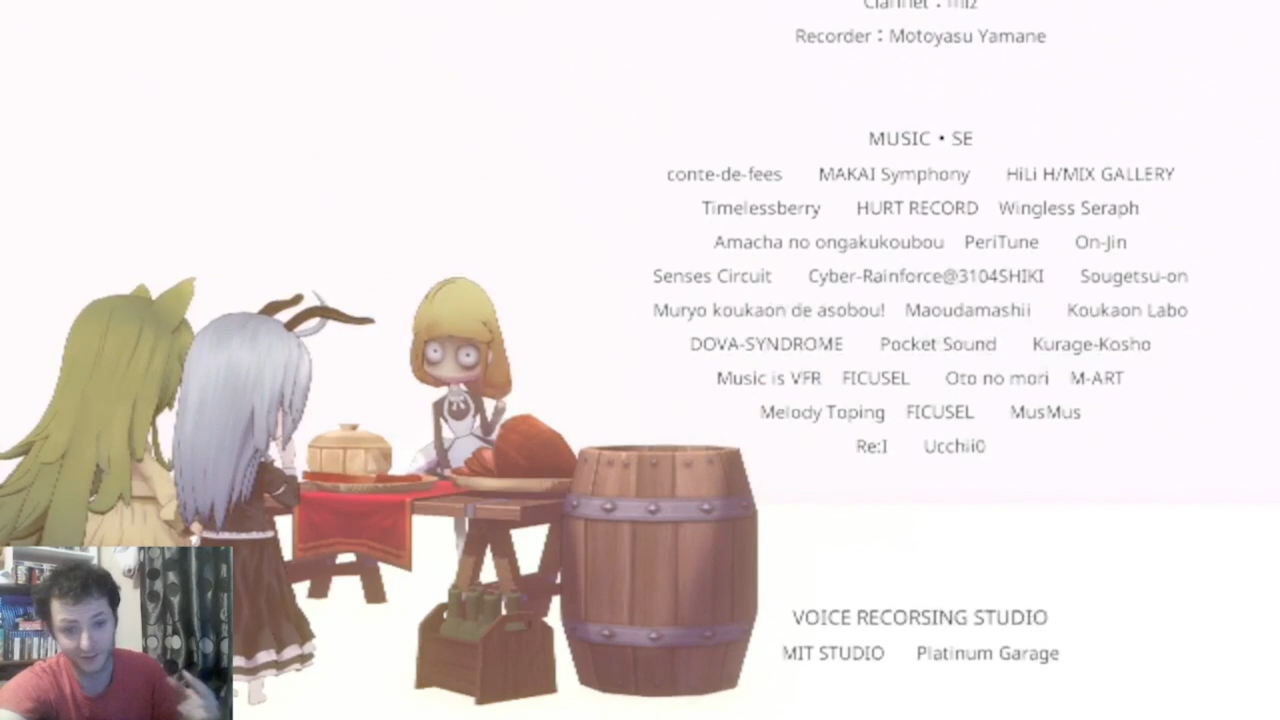 Clarinet：miz
Recorder：Motoyasu Yamane
MUSIC・SE
conte-de-fees MAKAI Symphony HiLi H/MIX GALLERY
Timelessberry HURT RECORD Wingless Seraph
Amacha no ongakukoubou PeriTune On-Jin
Senses Circuit Cyber-Rainforce@3104SHIKI Sougetsu-on
Muryo koukaon de asobou! Maoudamashii Koukaon Labo
DOVA-SYNDROME Pocket Sound Kurage-Kosho
Music is VFR FICUSEL Oto no mori M-ART
Melody Toping FICUSEL MusMus
Re:I Ucchii0
VOICE RECORSING STUDIO
MIT STUDIO Platinum Garage